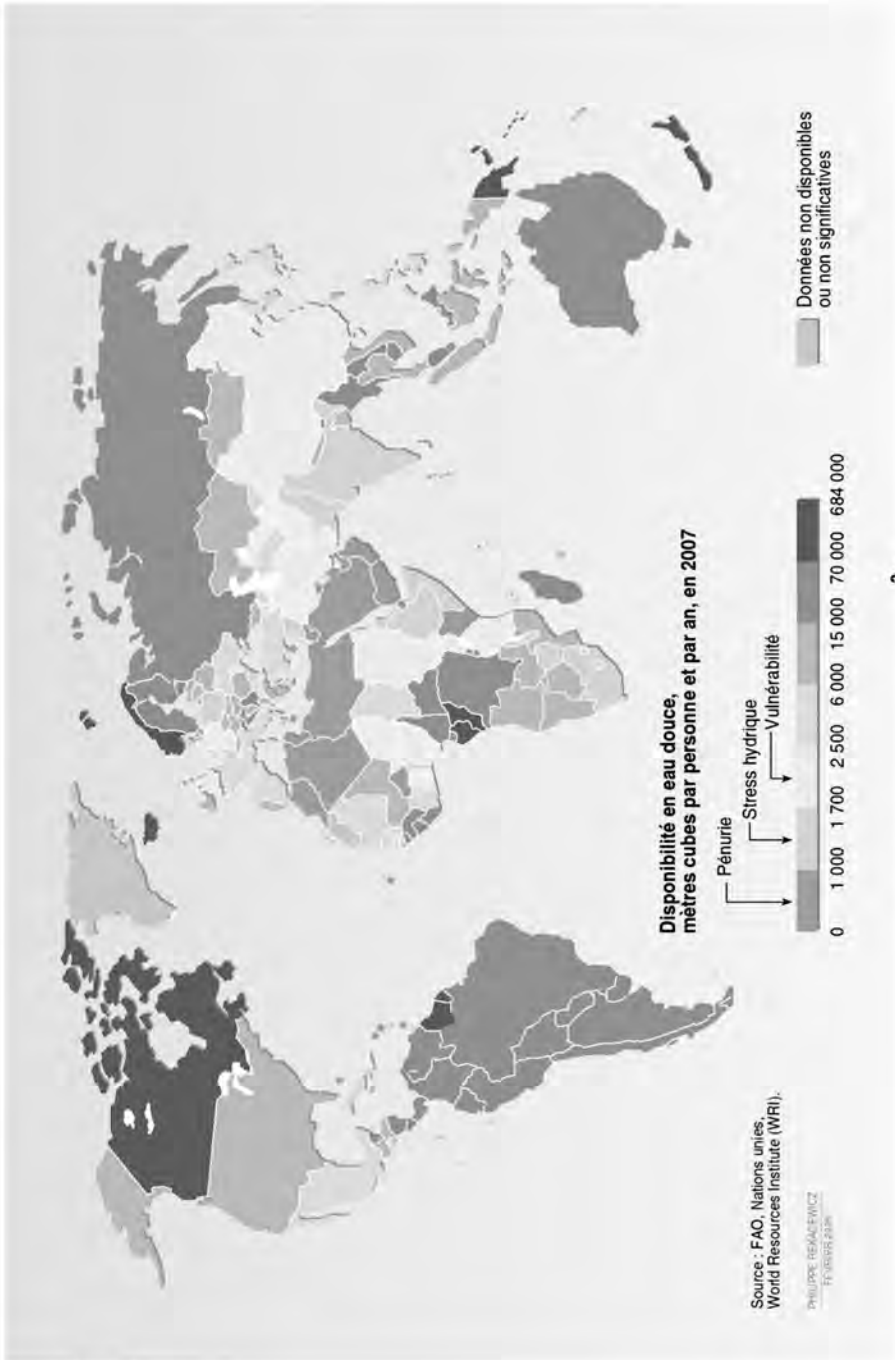 Disponibilité en eau douce,
mètres cubes par personne et par an, en 2007
Pénurie
Stress hydrique
Vulnérabilité
0 1 000 1 700 2 500 6 000 15 000 70 000 684 000
Données non disponibles
ou non significatives
Source : FAO, Nations unies,
World Resources Institute (WRI).
PHILIPPE REKACEWICZ
FÉVRIER